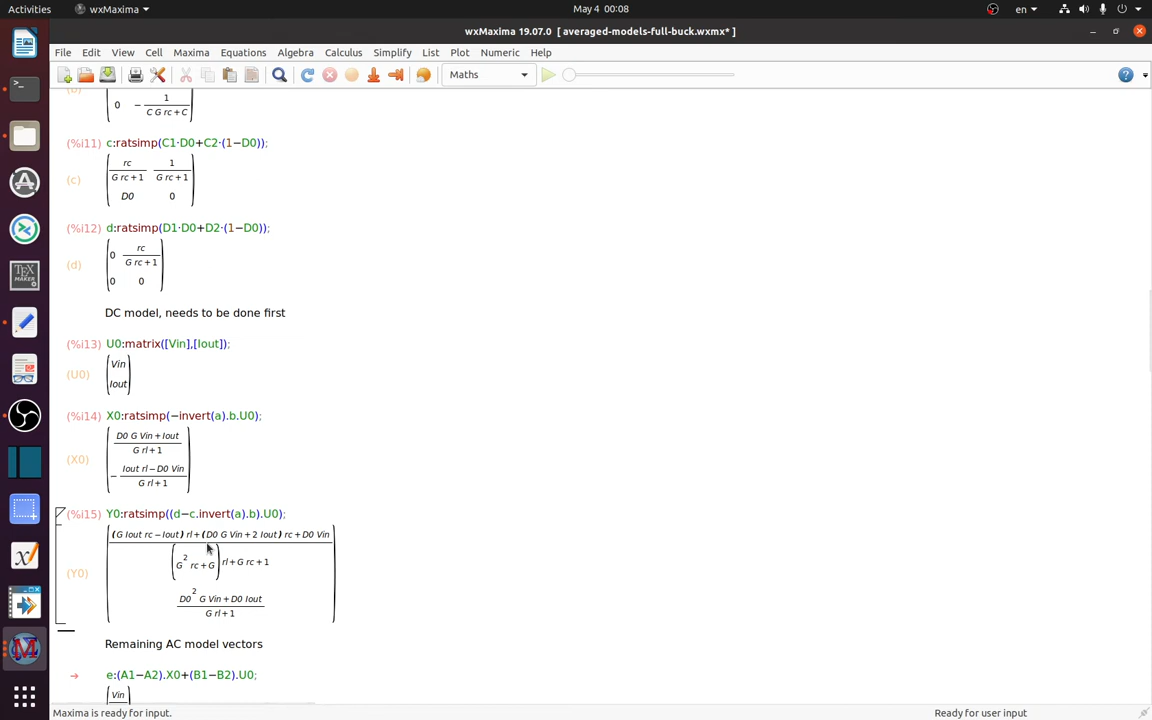 Activities wxMaxima May 4 00:08 en
wxMaxima 19.07.0 [ averaged-models-full-buck.wxmx* ]
File Edit View Cell Maxima Equations Algebra Calculus Simplify List Plot Numeric Help
Maths
0 − 1
C G rc+C
(%i11) c:ratsimp(C1·D0+C2·(1−D0));
rc 1
(c) G rc+1 G rc+1
D0 0
(%i12) d:ratsimp(D1·D0+D2·(1−D0));
0 rc
(d) G rc+1
0 0
DC model, needs to be done first
(%i13) U0:matrix([Vin],[Iout]);
Vin
(U0)
Iout
(%i14) X0:ratsimp(−invert(a).b.U0);
D0 G Vin+Iout
G rl+1
(X0)
− Iout rl−D0 Vin
G rl+1
(%i15) Y0:ratsimp((d−c.invert(a).b).U0);
(G Iout rc−Iout) rl+(D0 G Vin+2 Iout) rc+D0 Vin
(G² rc+G) rl+G rc+1
(Y0)
D0² G Vin+D0 Iout
G rl+1
Remaining AC model vectors
e:(A1−A2).X0+(B1−B2).U0;
Vin
Maxima is ready for input. Ready for user input